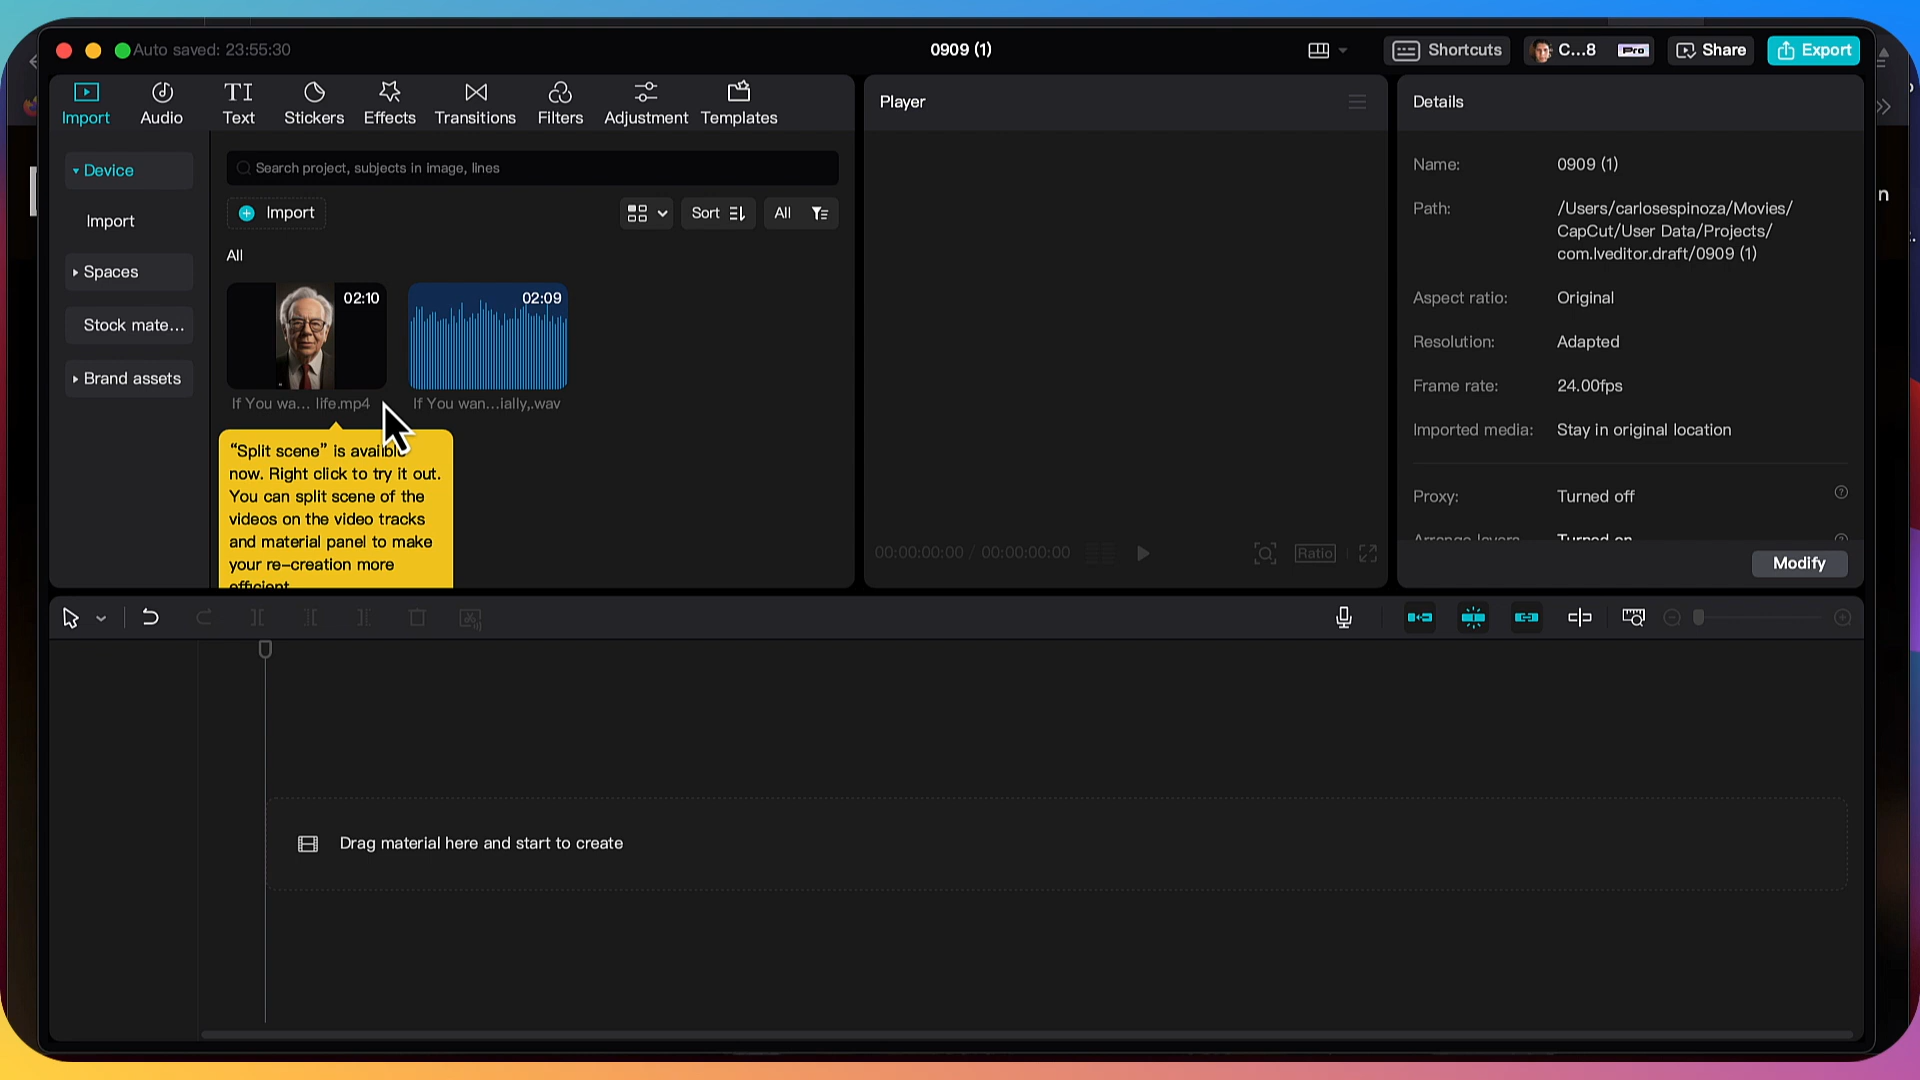 Auto saved: 23:55:30
0909 (1)
Shortcuts
C...8
Pro
Share
Export
Import
Audio
Text
Stickers
Effects
Transitions
Filters
Adjustment
Templates
Player
Details
Device
Import
Spaces
Stock mate...
Brand assets
Search project, subjects in image, lines
Import
Sort
All
All
02:10
02:09
If You wa... life.mp4
If You wan...ially,.wav
“Split scene” is
now. Right click to try it out.
You can split scene of the
videos on the video tracks
and material panel to make
your re-creation more
efficient
00:00:00:00 / 00:00:00:00
Ratio
Name: 0909 (1)
Path: /Users/carlosespinoza/Movies/
CapCut/User Data/Projects/
com.lveditor.draft/0909 (1)
Aspect ratio: Original
Resolution: Adapted
Frame rate: 24.00fps
Imported media: Stay in original location
Proxy: Turned off
Arrange layers Turned on
Modify
Drag material here and start to create
n